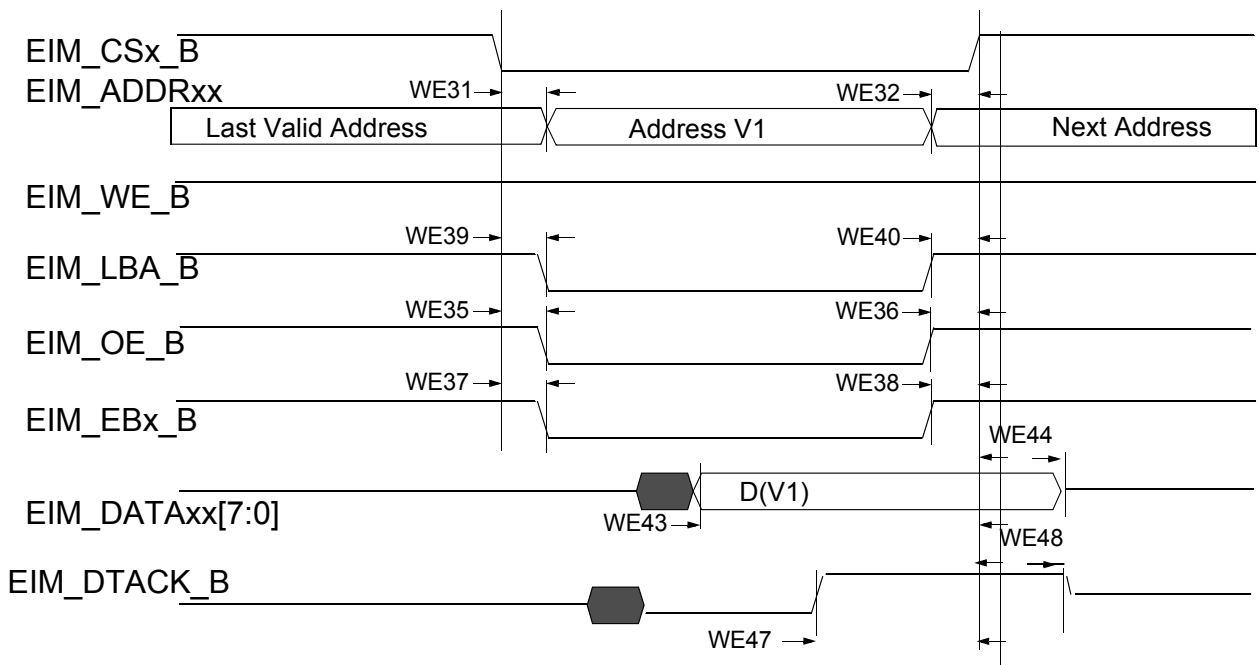 EIM_CSx_B
EIM_ADDRxx
WE31
WE32
Last Valid Address
Address V1
Next Address
EIM_WE_B
WE39
WE40
EIM_LBA_B
WE35
WE36
EIM_OE_B
WE37
WE38
EIM_EBx_B
WE44
D(V1)
EIM_DATAxx[7:0]
WE43
WE48
EIM_DTACK_B
WE47